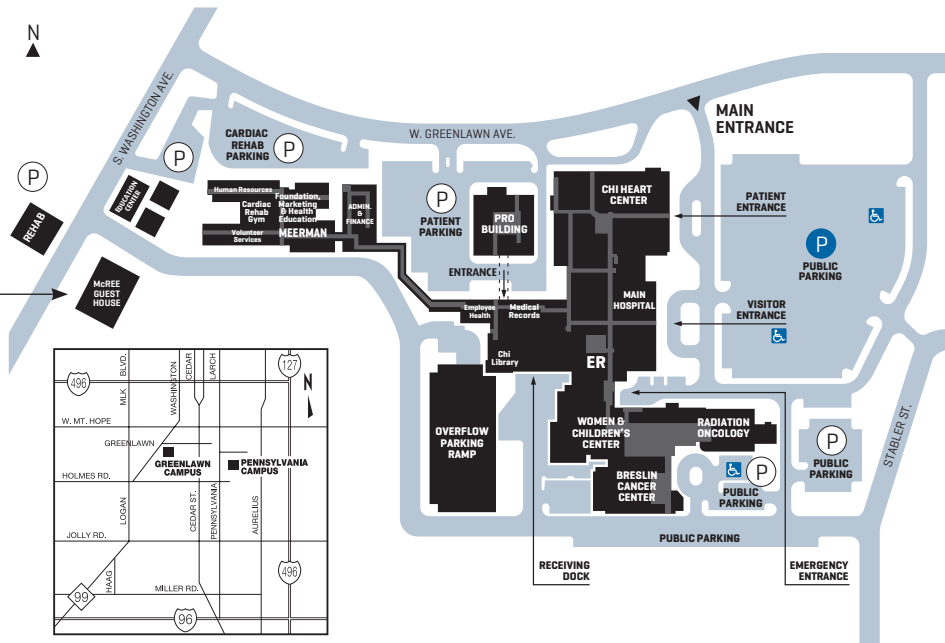 N
S. WASHINGTON AVE.
W. GREENLAWN AVE.
MAIN
ENTRANCE
P
P
CARDIAC
REHAB
PARKING
P
REHAB
EDUCATION
CENTER
McREE
GUEST
HOUSE
Human Resources
Cardiac
Rehab
Gym
Foundation,
Marketing
& Health
Education
Volunteer
Services
MEERMAN
ADMIN.
&
FINANCE
P
PATIENT
PARKING
PRO
BUILDING
ENTRANCE
CHI HEART
CENTER
PATIENT
ENTRANCE
P
PUBLIC
PARKING
MAIN
HOSPITAL
VISITOR
ENTRANCE
Employee
Health
Medical
Records
Chi
Library
ER
OVERFLOW
PARKING
RAMP
WOMEN &
CHILDREN'S
CENTER
RADIATION
ONCOLOGY
BRESLIN
CANCER
CENTER
P
PUBLIC
PARKING
P
PUBLIC
PARKING
STABLER ST.
PUBLIC PARKING
RECEIVING
DOCK
EMERGENCY
ENTRANCE
MLK
BLVD.
WASHINGTON
CEDAR
LARCH
127
N
496
W. MT. HOPE
GREENLAWN
GREENLAWN
CAMPUS
PENNSYLVANIA
CAMPUS
HOLMES RD.
LOGAN
CEDAR ST.
PENNSYLVANIA
AURELIUS
JOLLY RD.
HAAG
MILLER RD.
496
99
96